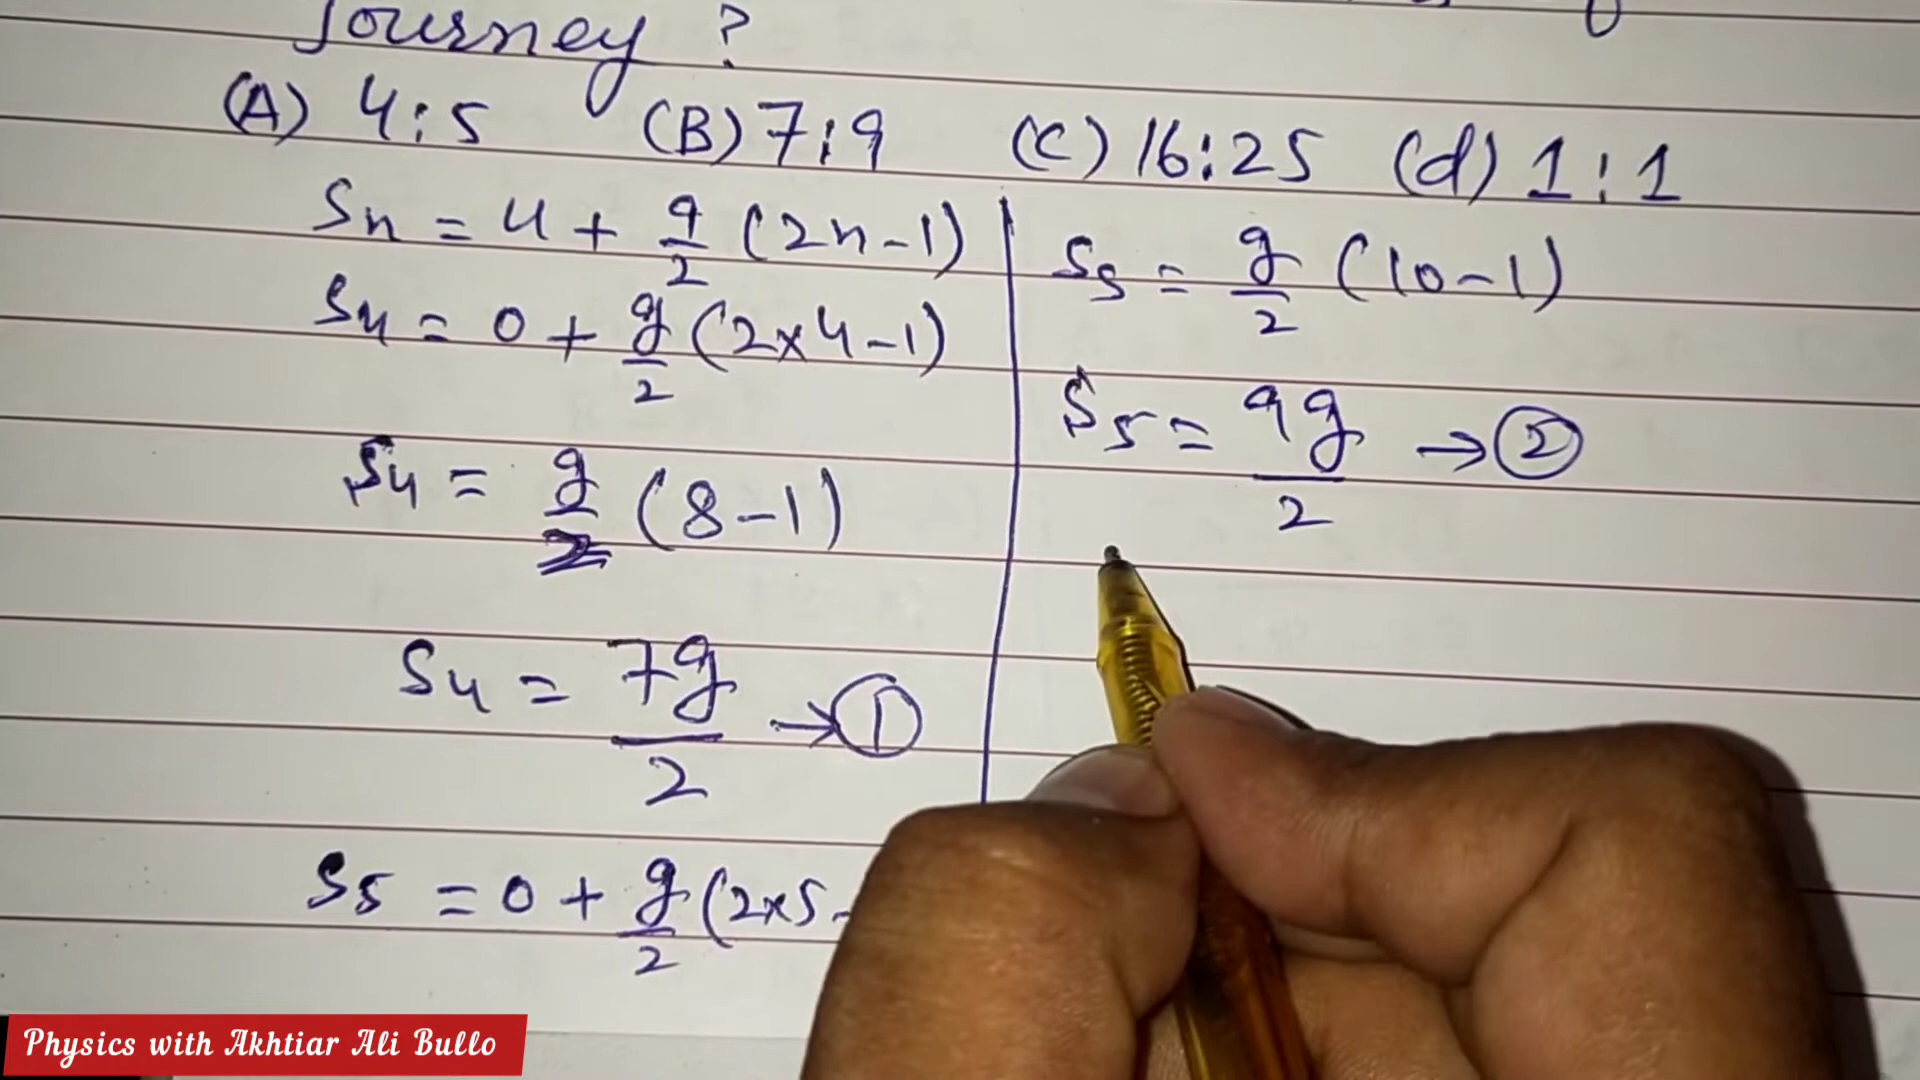 Journey ?
(A) 4:5 (B) 7:9 (C) 16:25 (d) 1:1
Sn = u + a/2 (2n-1)
S4 = 0 + g/2 (2×4-1)
S4 = g/2 (8-1)
S4 = 7g/2 → ①
S5 = 0 + g/2 (2×5-
S5 = g/2 (10-1)
S5 = 9g/2 → ②
Physics with Akhtiar Ali Bullo